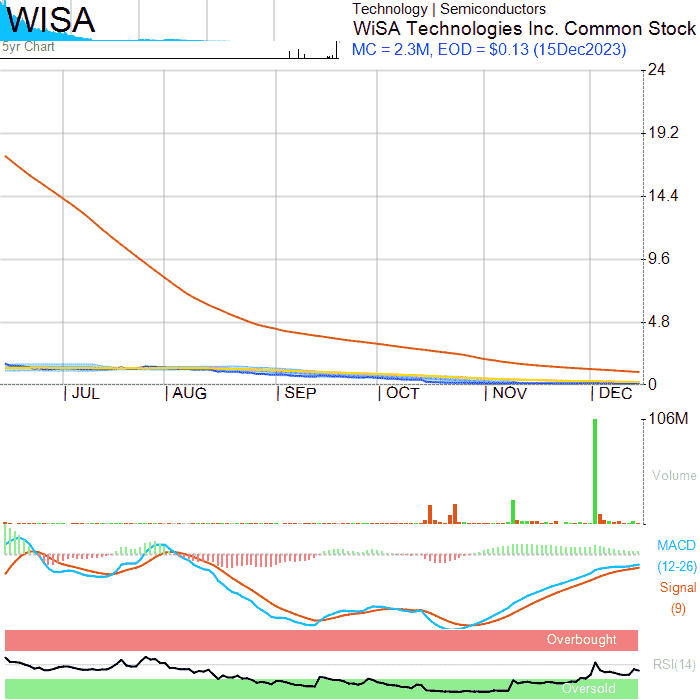 WISA
5yr Chart
Technology | Semiconductors
WiSA Technologies Inc. Common Stock
MC = 2.3M, EOD = $0.13 (15Dec2023)
24
19.2
14.4
9.6
4.8
0
JUL AUG SEP OCT NOV DEC
106M
Volume
MACD
(12-26)
Signal
(9)
Overbought
RSI(14)
Oversold